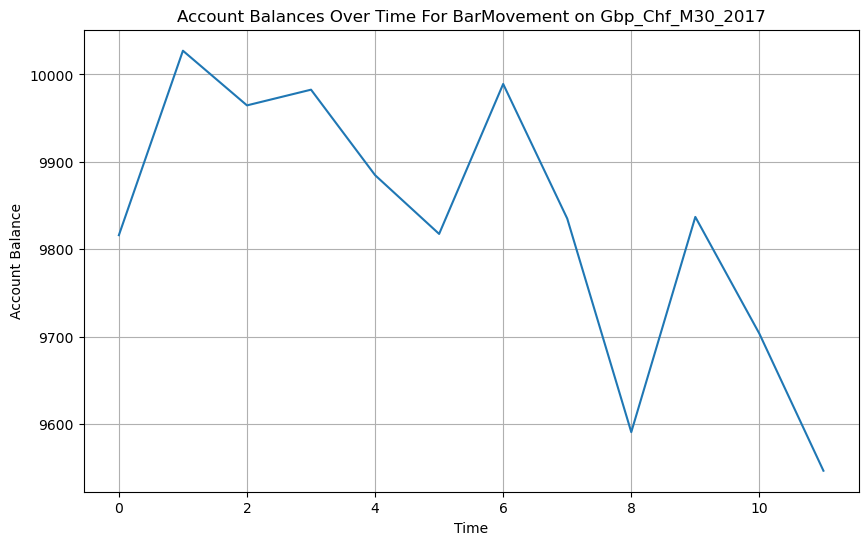 Account Balances Over Time For BarMovement on Gbp_Chf_M30_2017
10000
9900
9800
9700
9600
Account Balance
0 2 4 6 8 10
Time